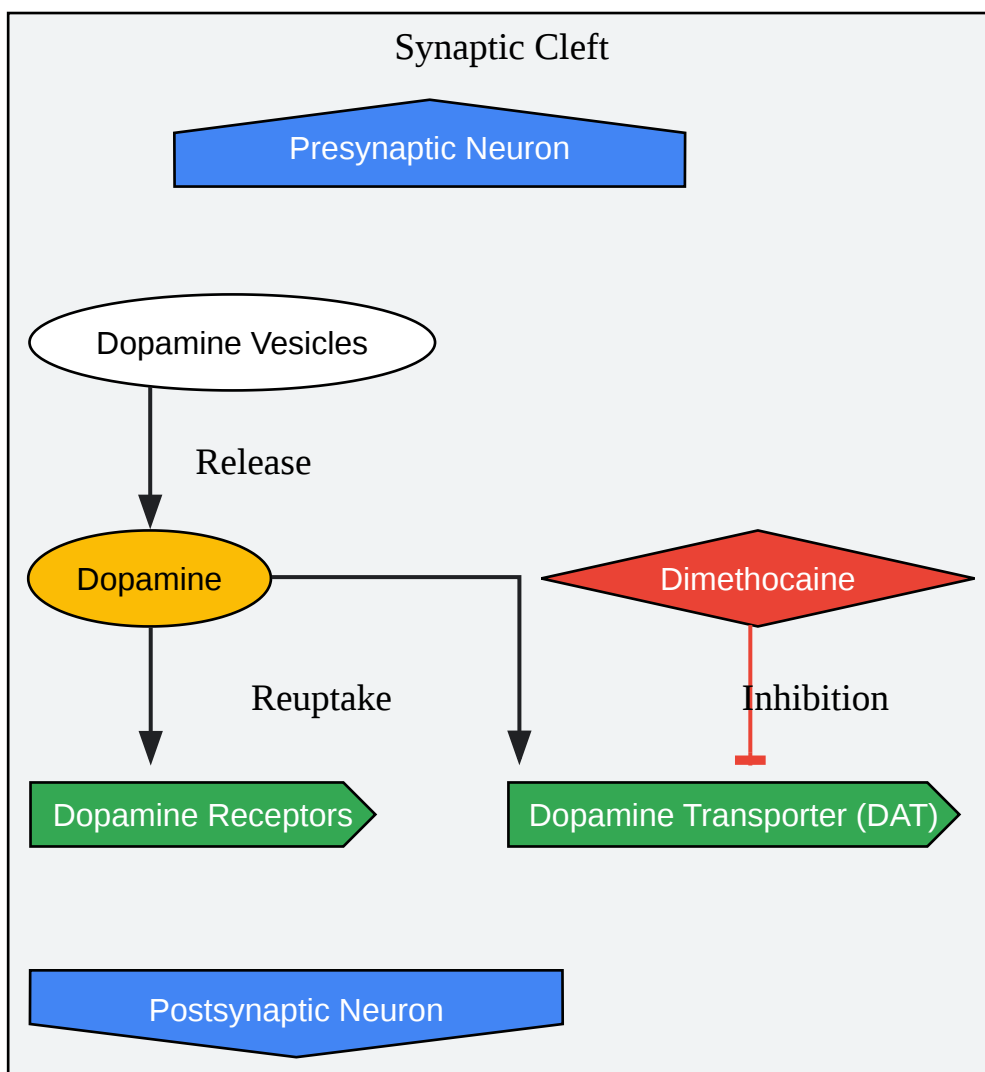 Synaptic Cleft
Presynaptic Neuron
Dopamine Vesicles
Release
Dopamine
Dimethocaine
Reuptake
Inhibition
Dopamine Receptors
Dopamine Transporter (DAT)
Postsynaptic Neuron